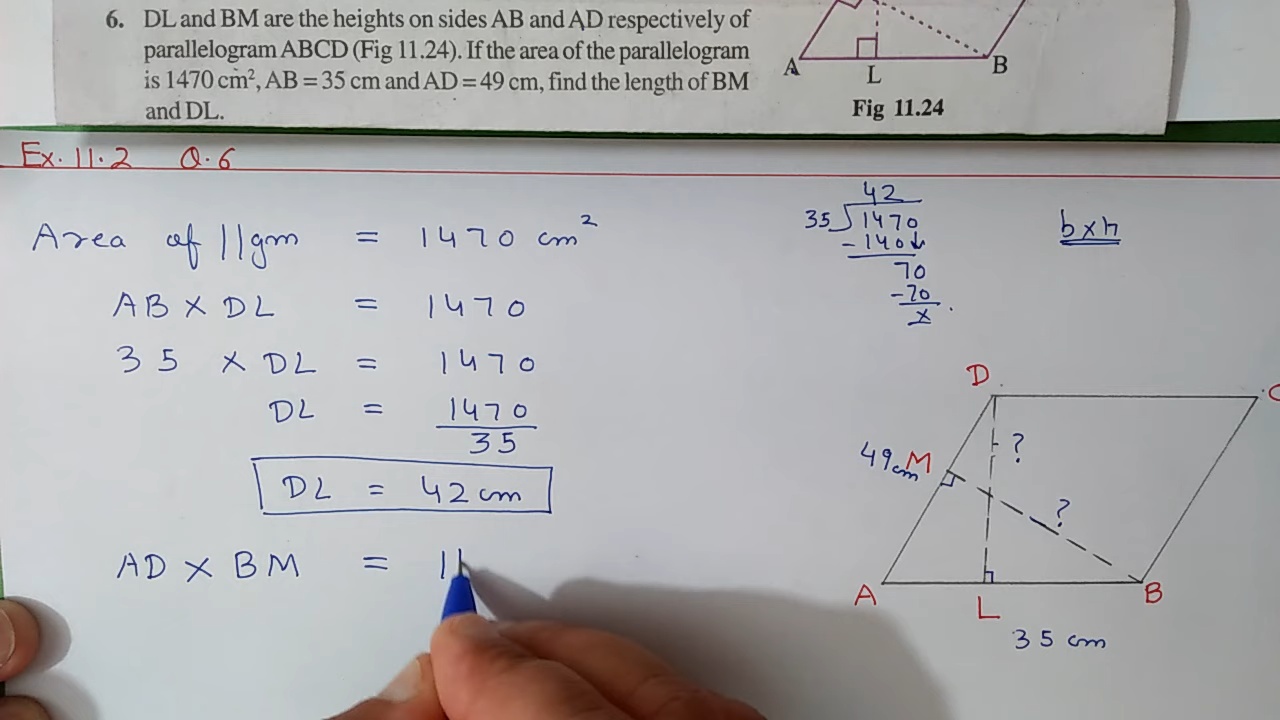 6. DL and BM are the heights on sides AB and AD respectively of
parallelogram ABCD (Fig 11.24). If the area of the parallelogram
is 1470 cm², AB = 35 cm and AD = 49 cm, find the length of BM
and DL.
A
L
B
Fig 11.24
Ex. 11.2 Q.6
Area of ||gm = 1470 cm²
AB × DL = 1470
35 × DL = 1470
DL = 1470
35
DL = 42 cm
AD × BM = 1
42
35 1470
-140↓
70
-70
x
b×h
D
C
49cm M
?
?
A
L
B
35 cm